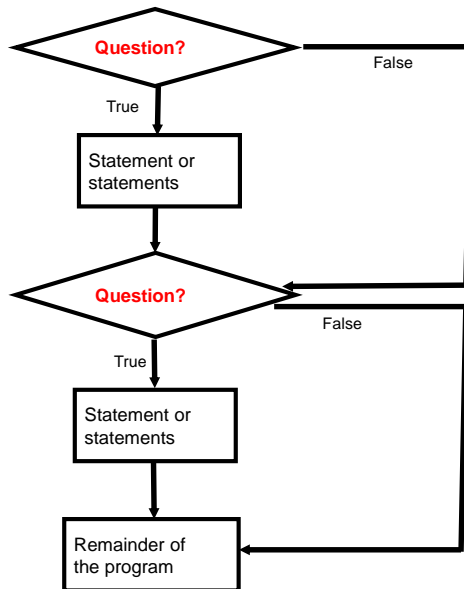 Question?
False
True
Statement or
statements
Question?
False
True
Statement or
statements
Remainder of
the program